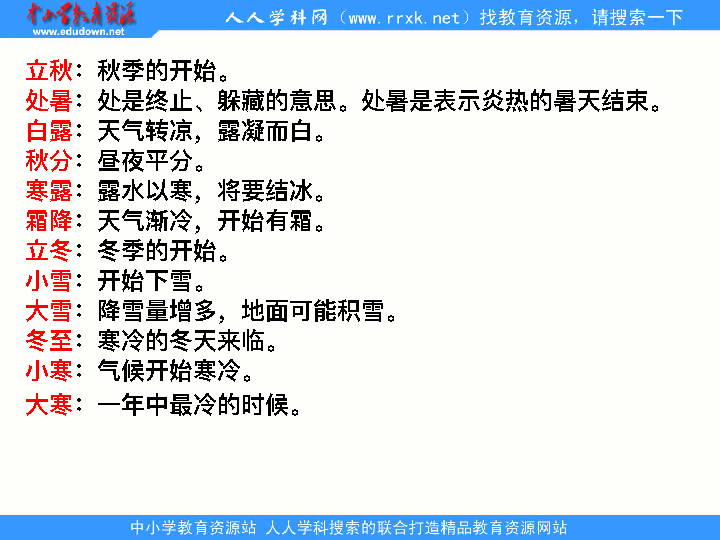 中小学教育资源
www.edudown.net
人人学科网（www.rrxk.net）找教育资源，请搜索一下
立秋：秋季的开始。
处暑：处是终止、躲藏的意思。处暑是表示炎热的暑天结束。
白露：天气转凉，露凝而白。
秋分：昼夜平分。
寒露：露水以寒，将要结冰。
霜降：天气渐冷，开始有霜。
立冬：冬季的开始。
小雪：开始下雪。
大雪：降雪量增多，地面可能积雪。
冬至：寒冷的冬天来临。
小寒：气候开始寒冷。
大寒：一年中最冷的时候。
中小学教育资源站 人人学科搜索的联合打造精品教育资源网站